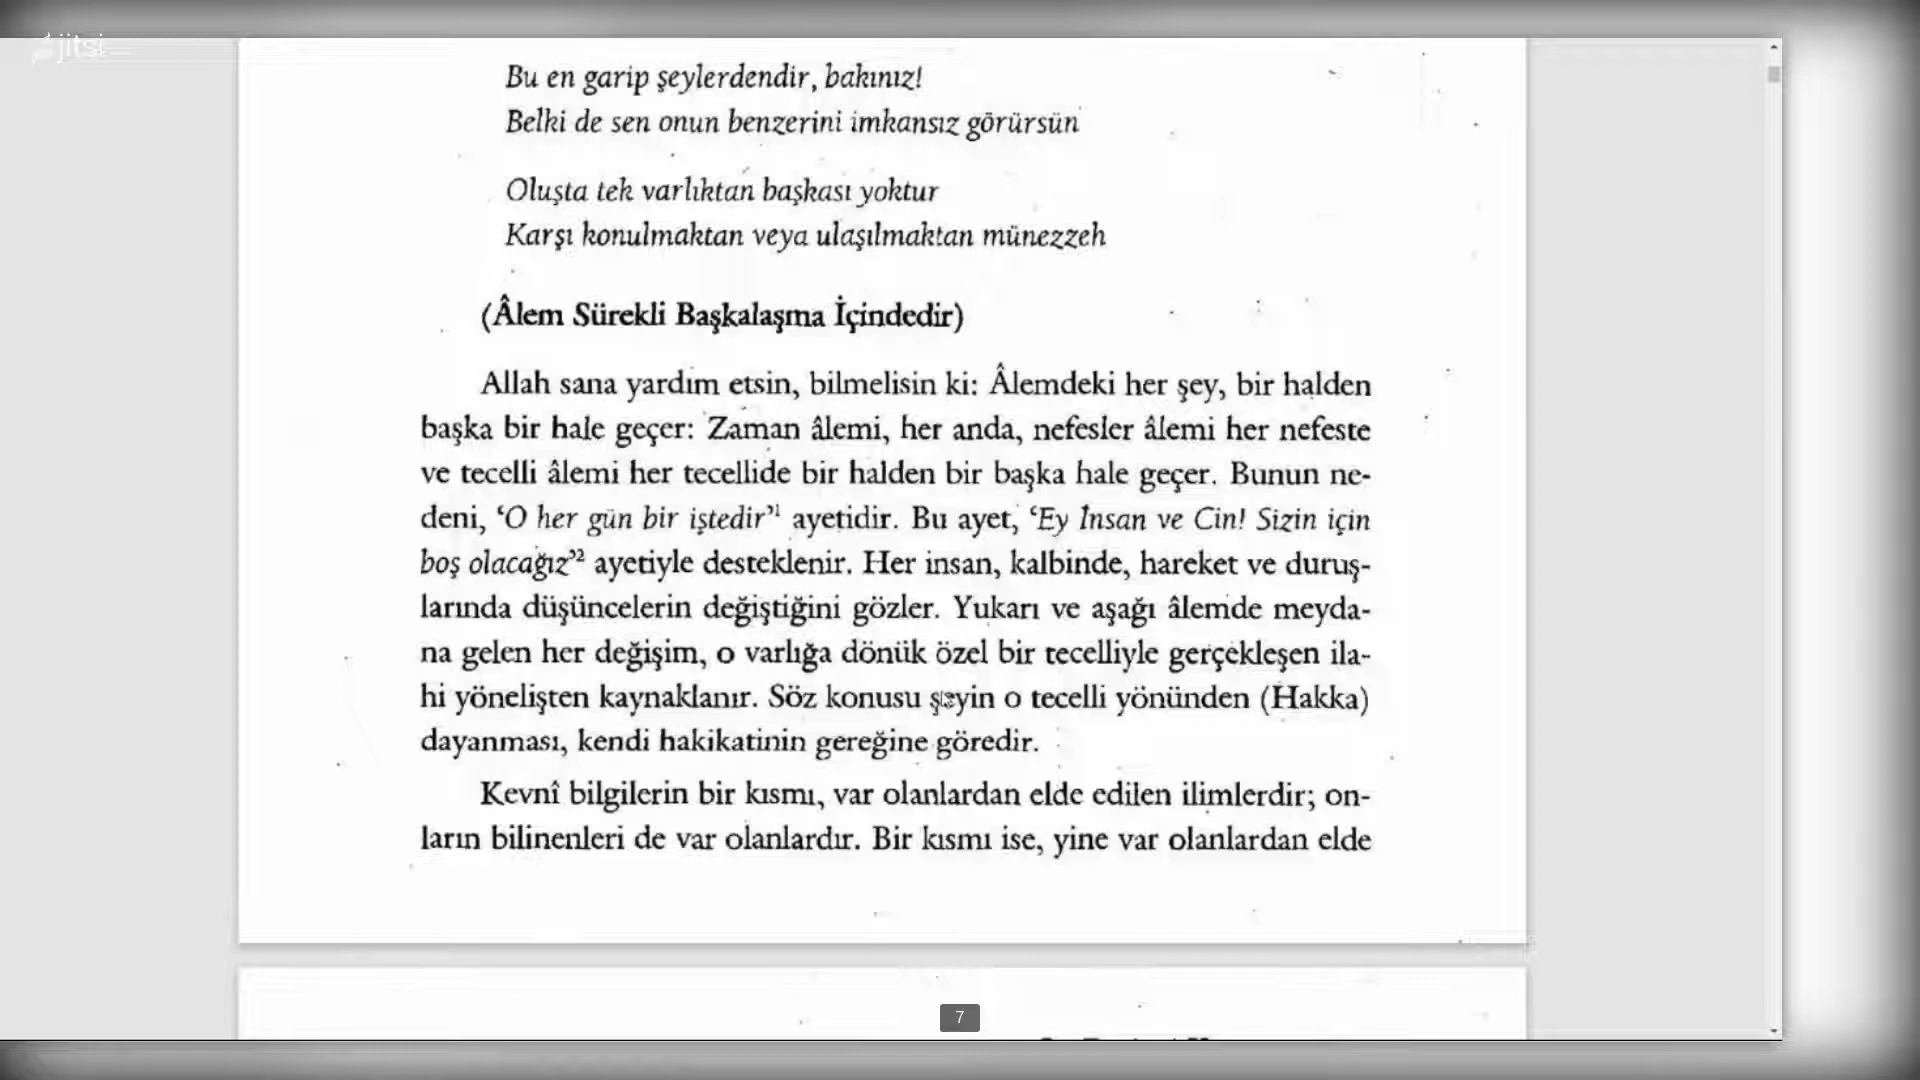 jitsi
Bu en garip şeylerdendir, bakınız!
Belki de sen onun benzerini imkansız görürsün
Oluşta tek varlıktan başkası yoktur
Karşı konulmaktan veya ulaşılmaktan münezzeh
(Âlem Sürekli Başkalaşma İçindedir)
Allah sana yardım etsin, bilmelisin ki: Âlemdeki her şey, bir halden
başka bir hale geçer: Zaman âlemi, her anda, nefesler âlemi her nefeste
ve tecelli âlemi her tecellide bir halden bir başka hale geçer. Bunun ne-
deni, ‘O her gün bir iştedir’¹ ayetidir. Bu ayet, ‘Ey İnsan ve Cin! Sizin için
boş olacağız’² ayetiyle desteklenir. Her insan, kalbinde, hareket ve duruş-
larında düşüncelerin değiştiğini gözler. Yukarı ve aşağı âlemde meyda-
na gelen her değişim, o varlığa dönük özel bir tecelliyle gerçekleşen ila-
hi yönelişten kaynaklanır. Söz konusu şeyin o tecelli yönünden (Hakka)
dayanması, kendi hakikatinin gereğine göredir.
Kevnî bilgilerin bir kısmı, var olanlardan elde edilen ilimlerdir; on-
ların bilinenleri de var olanlardır. Bir kısmı ise, yine var olanlardan elde
7